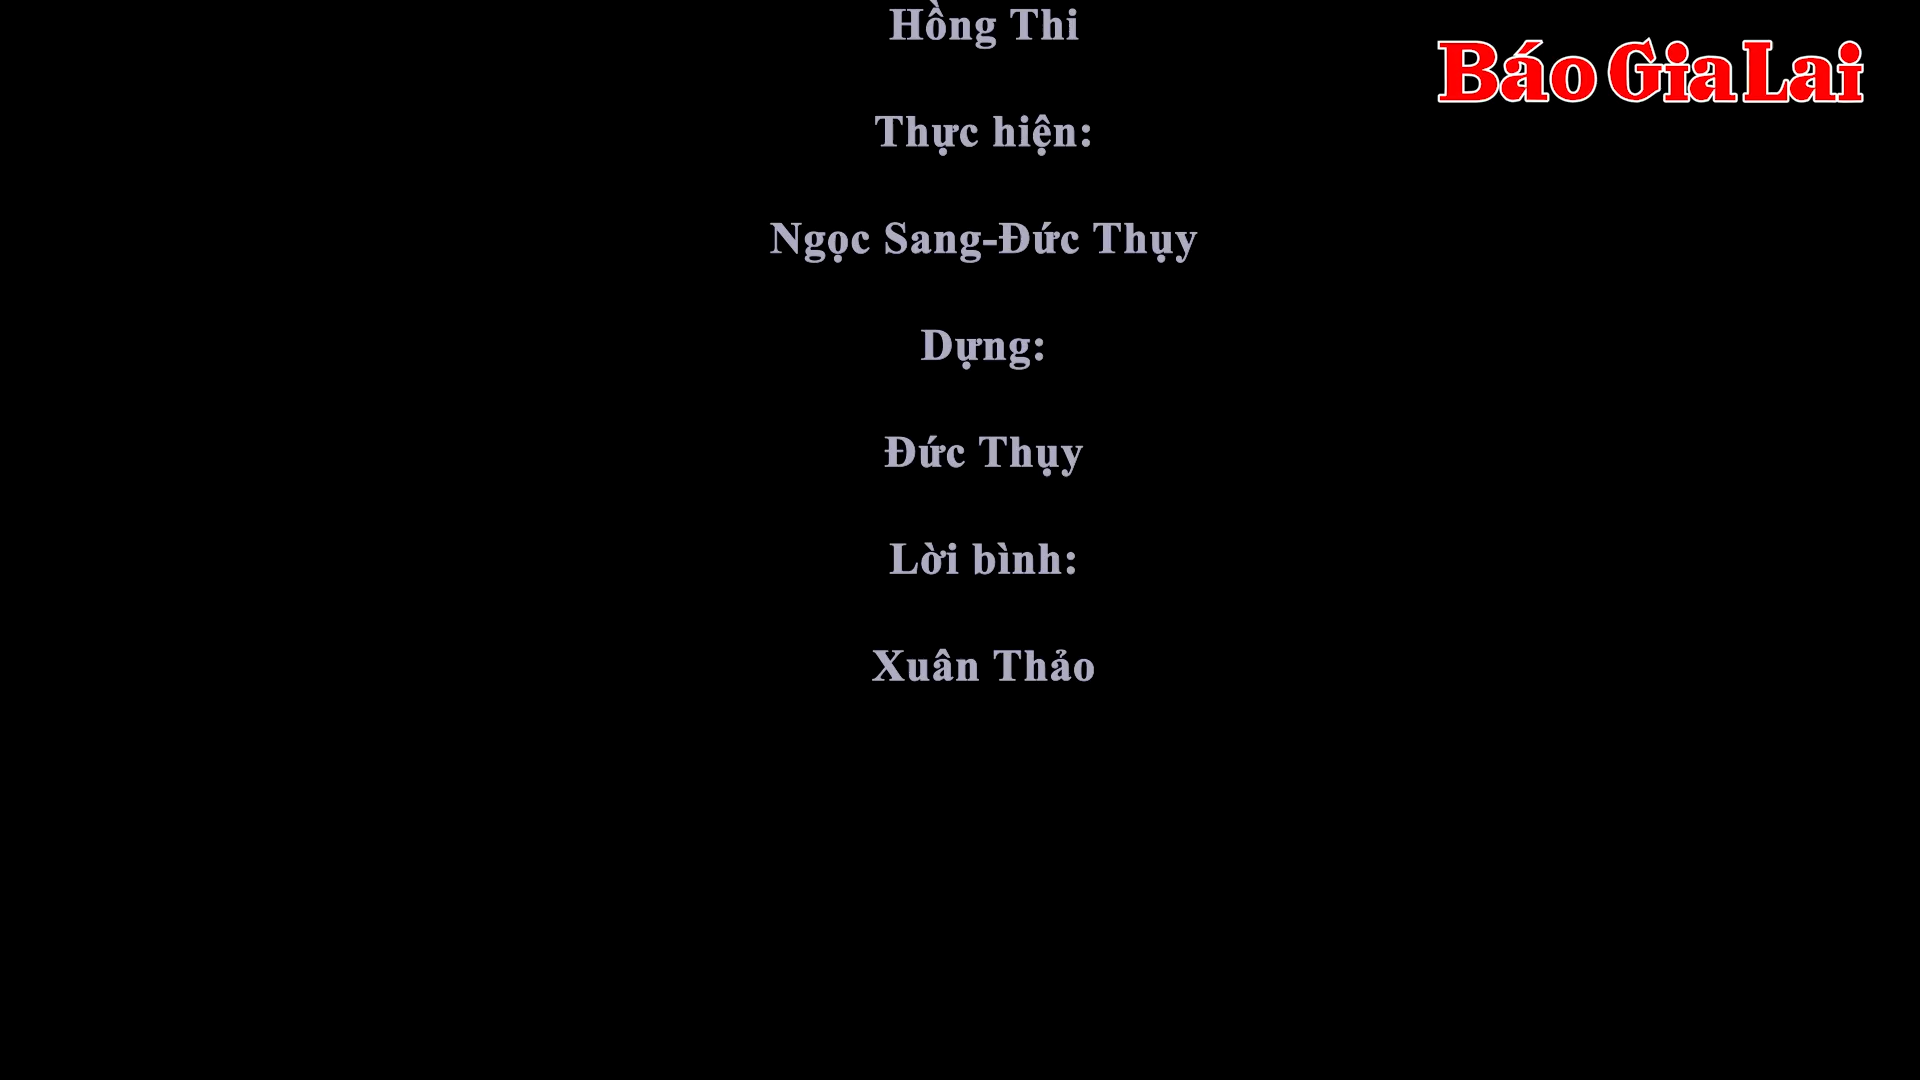 Hồng Thi
Báo Gia Lai
Thực hiện:
Ngọc Sang-Đức Thụy
Dựng:
Đức Thụy
Lời bình:
Xuân Thảo